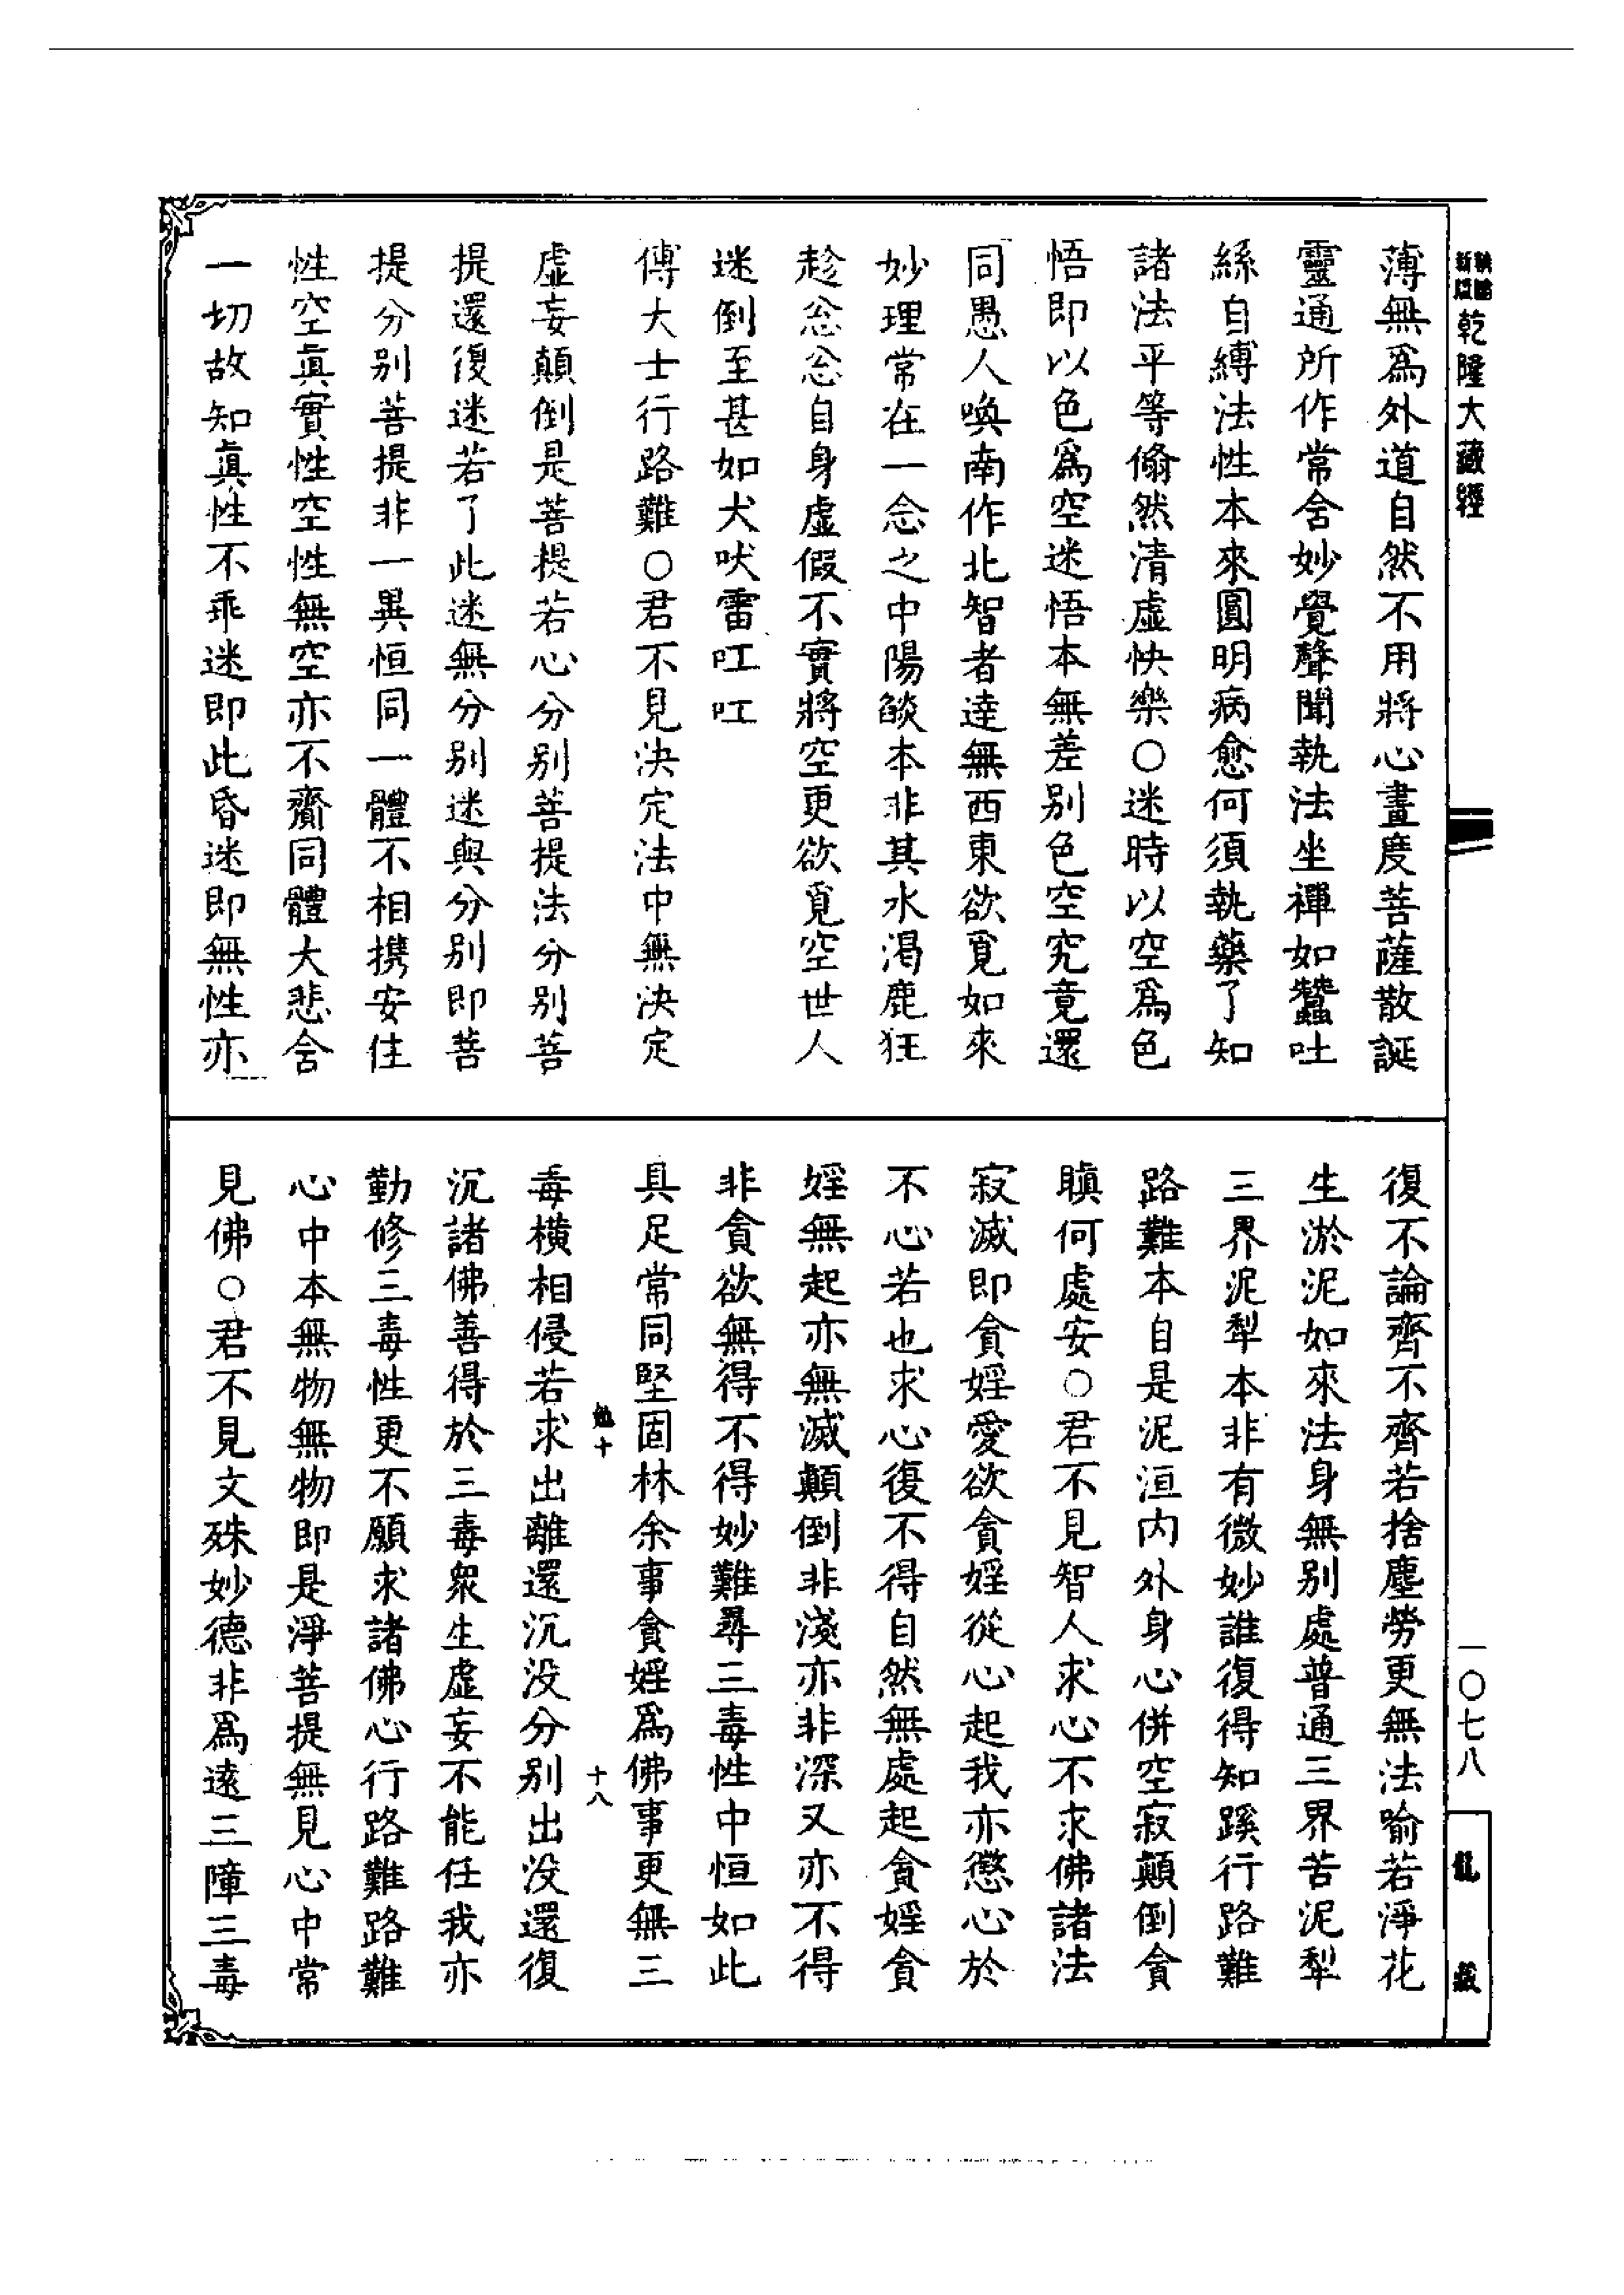 乾隆大藏經
薄無爲外道自然不用將心畫度菩薩散誕
靈通所作常舍妙覺聲聞執法坐禪如蠶吐
絲自縛法性本來圓明病愈何須執藥了知
諸法平等翛然清虛快樂○迷時以空爲色
悟即以色爲空迷悟本無差別色空究竟還
同愚人喚南作北智者達無西東欲覓如來
妙理常在一念之中陽燄本非其水渴鹿狂
趁忩忩自身虛假不實將空更欲覓空世人
迷倒至甚如犬吠雷吽吽
傅大士行路難○君不見決定法中無決定
虛妄顛倒是菩提若心分別菩提法分別菩
提還復迷若了此迷無分別迷與分別即菩
提分別菩提非一異恒同一體不相携安住
性空眞實性空性無空亦不齎同體大悲舍
一切故知眞性不乖迷即此昏迷即無性亦
復不論齊不齊若捨塵勞更無法喻若淨花
生淤泥如來法身無別處普通三界苦泥犁
三界泥犁本非有微妙誰復得知蹊行路難
路難本自是泥洹內外身心併空寂顛倒貪
瞋何處安○君不見智人求心不求佛諸法
寂滅即貪婬愛欲貪婬從心起我亦懲心於
不心若也求心復不得自然無處起貪婬貪
婬無起亦無滅顛倒非淺亦非深又亦不得
非貪欲無得不得妙難尋三毒性中恒如此
具足常同堅固林余事貪婬爲佛事更無三
十八
毒橫相侵若求出離還沉没分別出没還復
沉諸佛善得於三毒衆生虛妄不能任我亦
勤修三毒性更不願求諸佛心行路難路難
心中本無物無物即是淨菩提無見心中常
見佛○君不見文殊妙德非爲遠三障三毒
一〇七八
龍藏